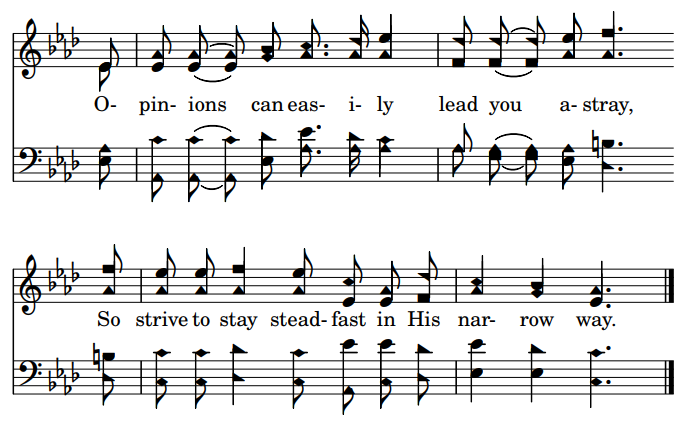 O- pin- ions can eas- i- ly lead you a- stray,
So strive to stay stead- fast in His nar- row way.